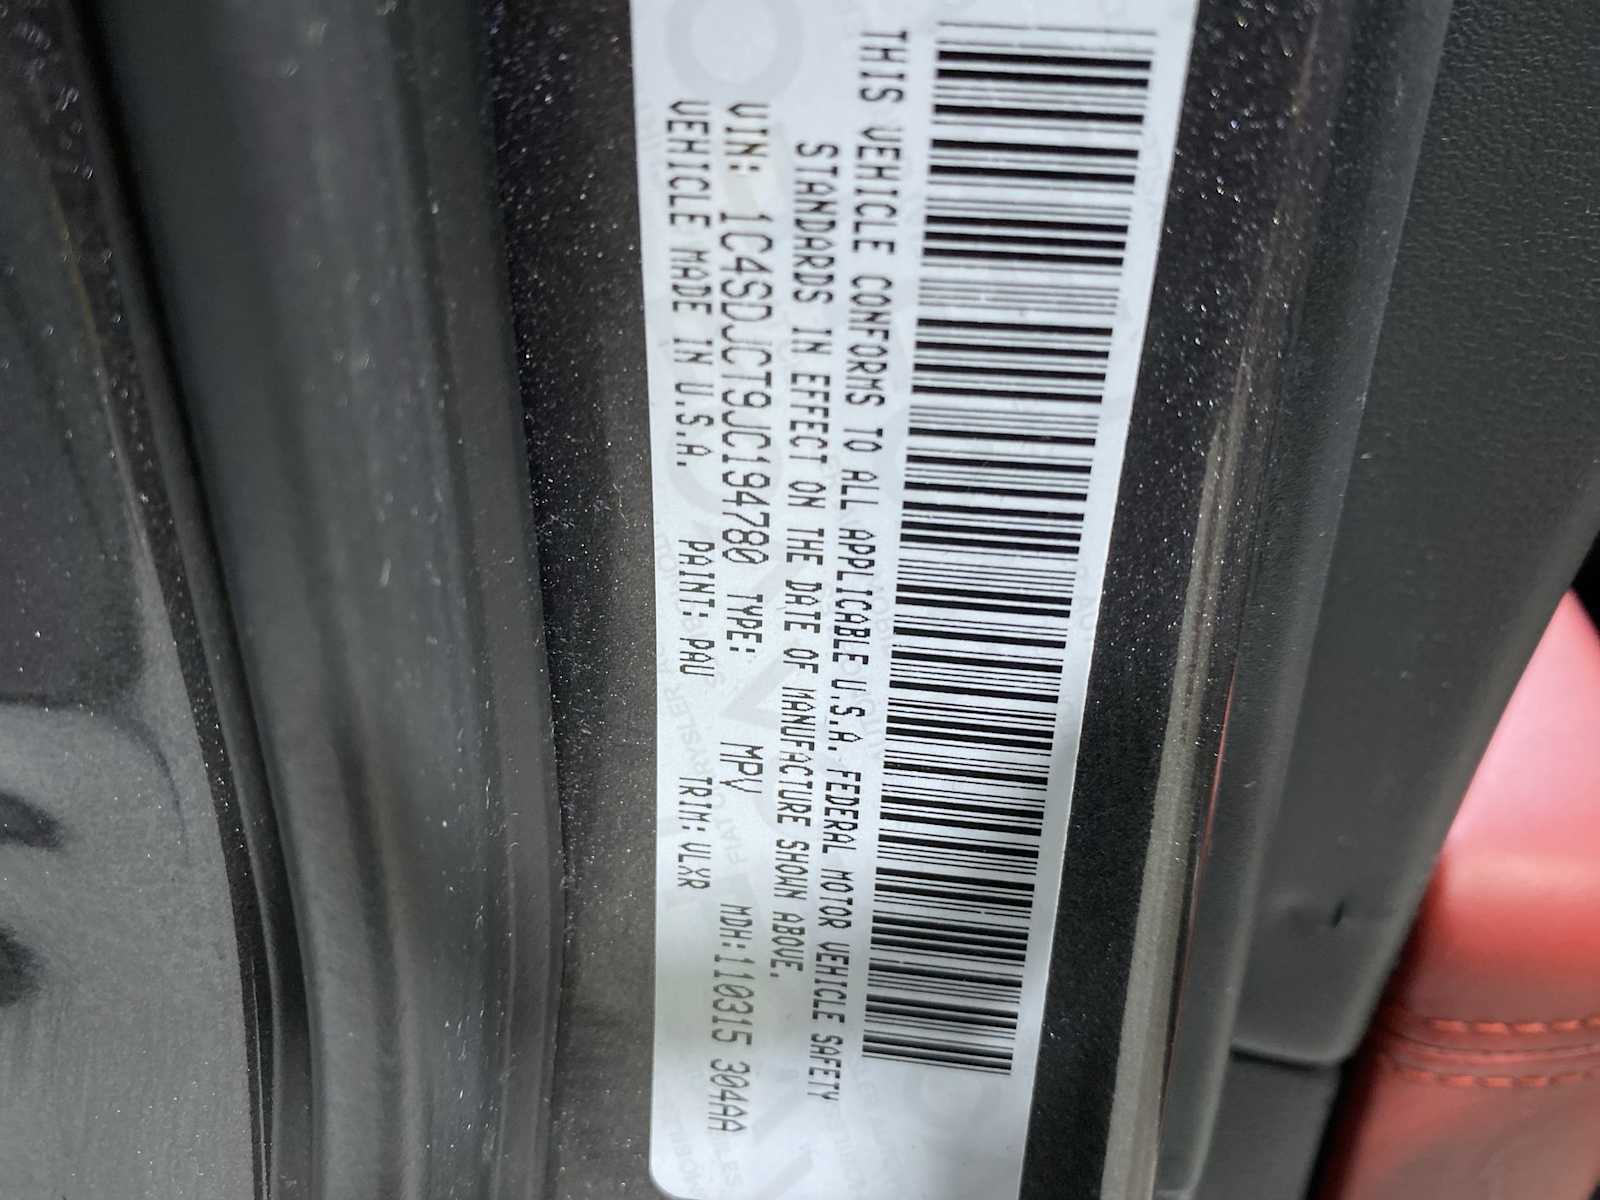 THIS VEHICLE CONFORMS TO ALL APPLICABLE U.S.A. FEDERAL MOTOR VEHICLE SAFETY
STANDARDS IN EFFECT ON THE DATE OF MANUFACTURE SHOWN ABOVE.
VIN: 1C4SDJCT9JC194780 TYPE: MPV MDH:110315 304AA
VEHICLE MADE IN U.S.A. PAINT: PAU TRIM: VLXR